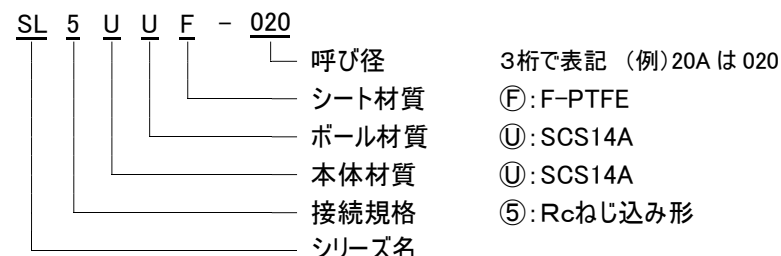 SL 5 U U F - 020
呼び径 3桁で表記 (例)20A は 020
シート材質 Ⓕ:F-PTFE
ボール材質 Ⓤ:SCS14A
本体材質 Ⓤ:SCS14A
接続規格 ⑤:Rcねじ込み形
シリーズ名